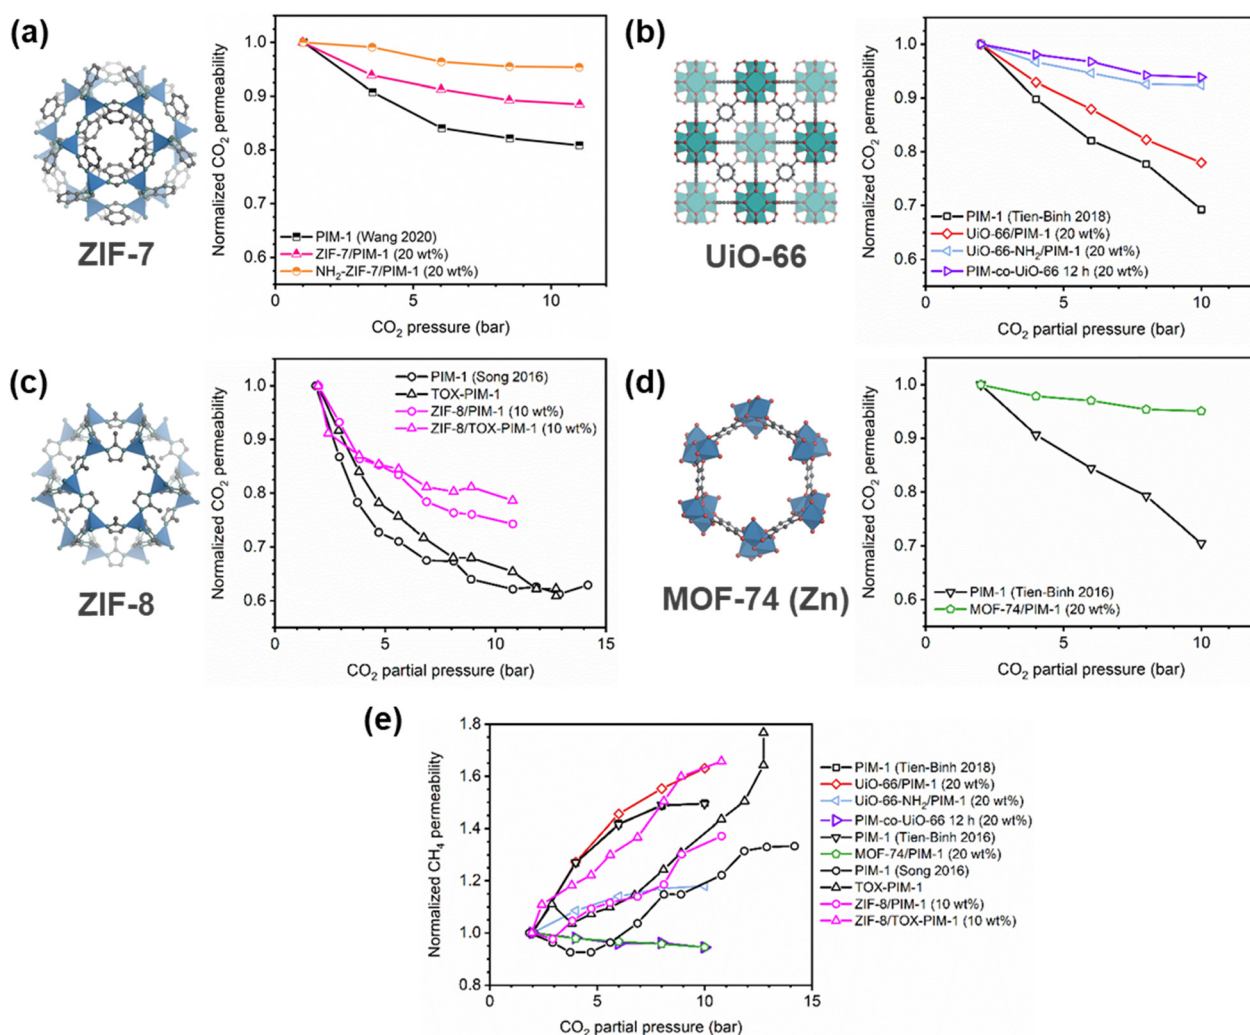 (a)
ZIF-7
Normalized CO₂ permeability
1.0
0.9
0.8
0.7
0.6
PIM-1 (Wang 2020)
ZIF-7/PIM-1 (20 wt%)
NH₂-ZIF-7/PIM-1 (20 wt%)
0
5
10
CO₂ pressure (bar)
(b)
UiO-66
Normalized CO₂ permeability
1.0
0.9
0.8
0.7
0.6
PIM-1 (Tien-Binh 2018)
UiO-66/PIM-1 (20 wt%)
UiO-66-NH₂/PIM-1 (20 wt%)
PIM-co-UiO-66 12 h (20 wt%)
0
5
10
CO₂ partial pressure (bar)
(c)
ZIF-8
Normalized CO₂ permeability
1.0
0.9
0.8
0.7
0.6
PIM-1 (Song 2016)
TOX-PIM-1
ZIF-8/PIM-1 (10 wt%)
ZIF-8/TOX-PIM-1 (10 wt%)
0
5
10
15
CO₂ partial pressure (bar)
(d)
MOF-74 (Zn)
Normalized CO₂ permeability
1.0
0.9
0.8
0.7
0.6
PIM-1 (Tien-Binh 2016)
MOF-74/PIM-1 (20 wt%)
0
5
10
CO₂ partial pressure (bar)
(e)
Normalized CH₄ permeability
1.8
1.6
1.4
1.2
1.0
0.8
0
5
10
15
CO₂ partial pressure (bar)
PIM-1 (Tien-Binh 2018)
UiO-66/PIM-1 (20 wt%)
UiO-66-NH₂/PIM-1 (20 wt%)
PIM-co-UiO-66 12 h (20 wt%)
PIM-1 (Tien-Binh 2016)
MOF-74/PIM-1 (20 wt%)
PIM-1 (Song 2016)
TOX-PIM-1
ZIF-8/PIM-1 (10 wt%)
ZIF-8/TOX-PIM-1 (10 wt%)